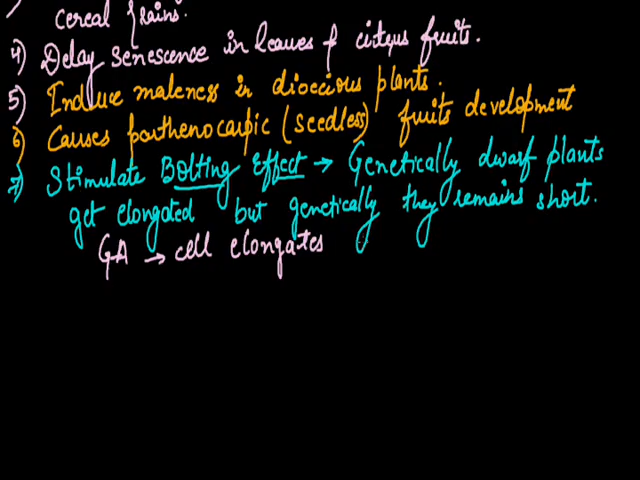 cereal grains.
4) Delay senescence in leaves & citrus fruits.
5) Induce maleness in dioecious plants.
6) Causes parthenocarpic (seedless) fruits development
7) Stimulate Bolting Effect → Genetically dwarf plants
get elongated but genetically they remains short.
GA → cell elongates